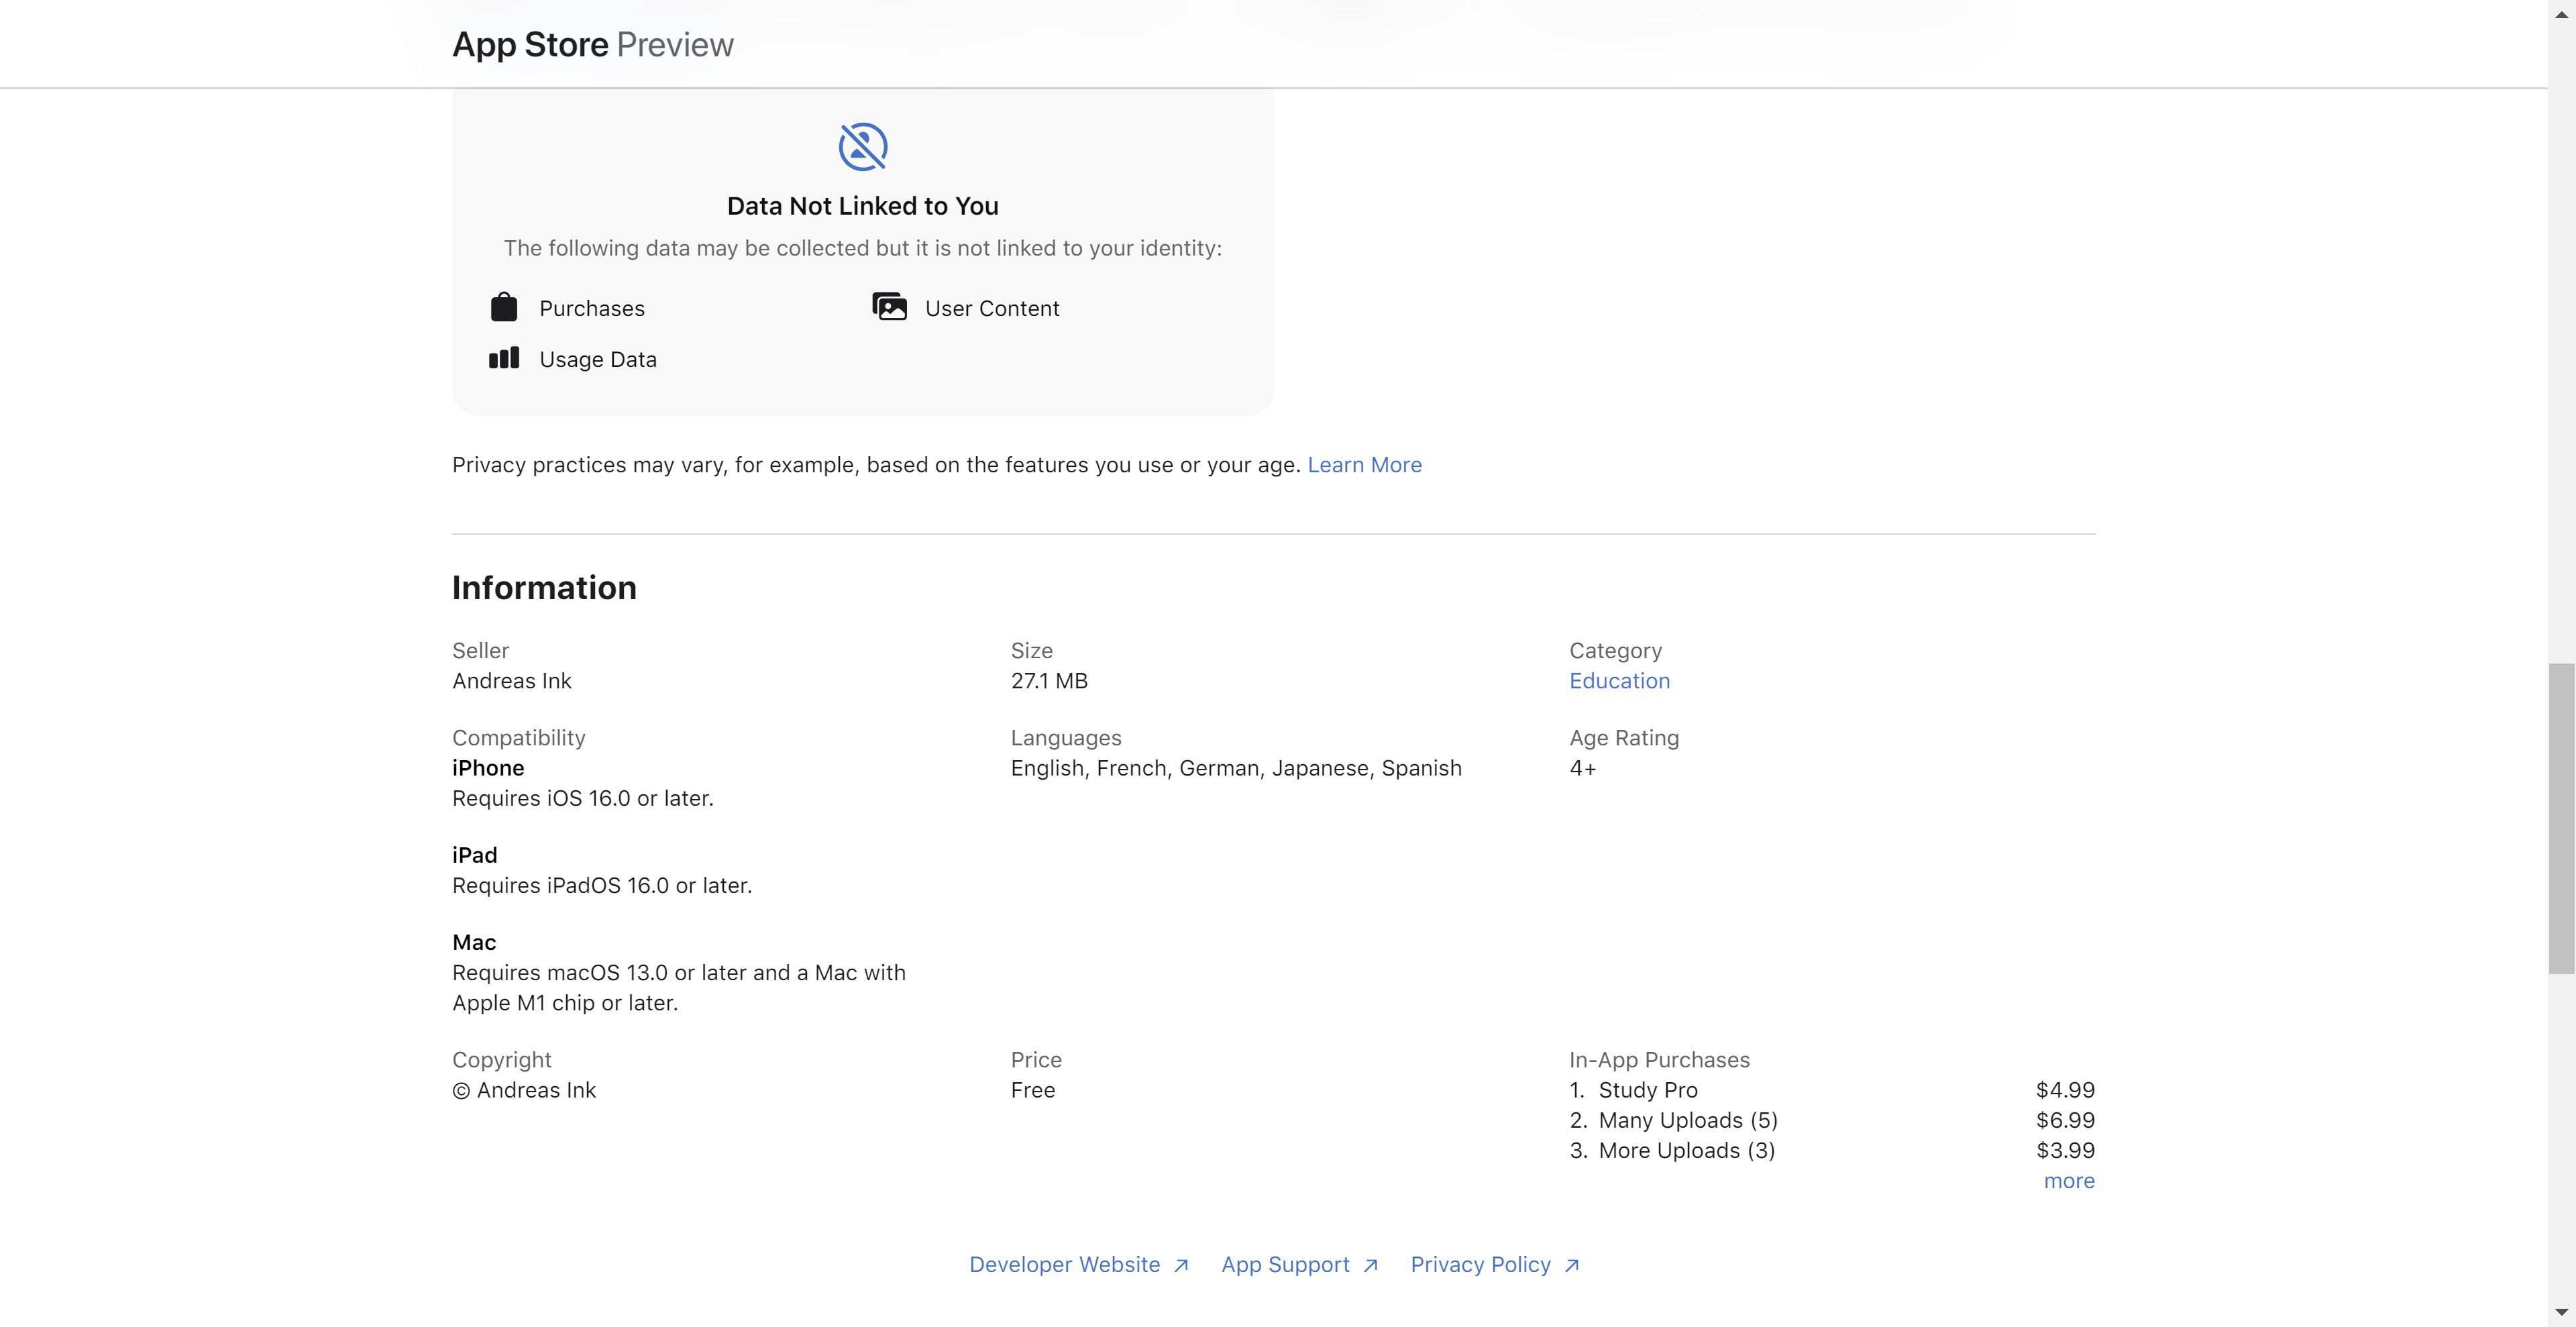 App Store Preview
Data Not Linked to You
The following data may be collected but it is not linked to your identity:
Purchases
User Content
Usage Data
Privacy practices may vary, for example, based on the features you use or your age. Learn More
Information
Seller
Andreas Ink
Size
27.1 MB
Category
Education
Compatibility
iPhone
Requires iOS 16.0 or later.
iPad
Requires iPadOS 16.0 or later.
Mac
Requires macOS 13.0 or later and a Mac with
Apple M1 chip or later.
Languages
English, French, German, Japanese, Spanish
Age Rating
4+
Copyright
© Andreas Ink
Price
Free
In-App Purchases
1. Study Pro $4.99
2. Many Uploads (5) $6.99
3. More Uploads (3) $3.99
more
Developer Website ↗ App Support ↗ Privacy Policy ↗